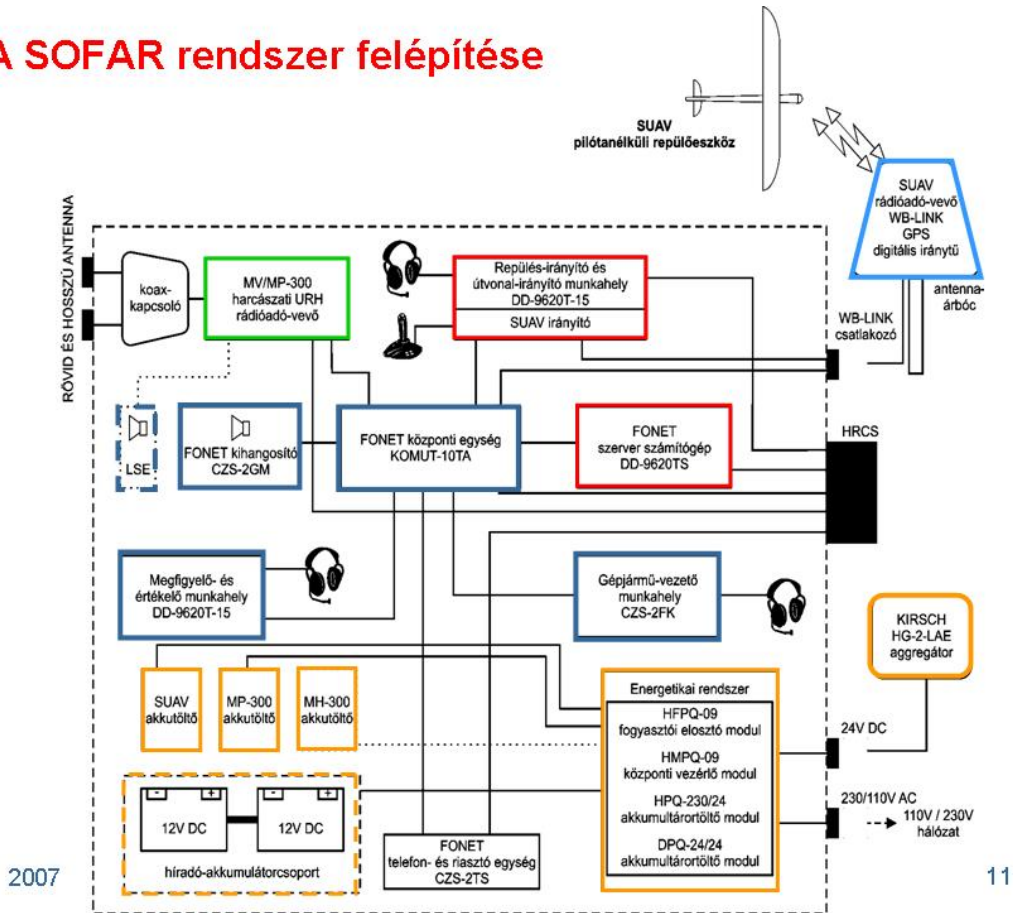 A SOFAR rendszer felépítése
SUAV
pilótanélküli repülőeszköz
SUAV
rádióadó-vevő
WB-LINK
GPS
digitális iránytű
antenna-
árbóc
WB-LINK
csatlakozó
HRCS
RÖVID ÉS HOSSZÚ ANTENNA
koax-
kapcsoló
MV/MP-300
harcászati URH
rádióadó-vevő
Repülés-irányító és
útvonal-irányító munkahely
DD-9620T-15
SUAV irányító
LSE
FONET kihangosító
CZS-2GM
FONET központi egység
KOMUT-10TA
FONET
szerver számítógép
DD-9620TS
Megfigyelő- és
értékelő munkahely
DD-9620T-15
Gépjármű-vezető
munkahely
CZS-2FK
KIRSCH
HG-2-LAE
aggregátor
SUAV
akkutöltő
MP-300
akkutöltő
MH-300
akkutöltő
Energetikai rendszer
HFPQ-09
fogyasztói elosztó modul
HMPQ-09
központi vezérlő modul
HPQ-230/24
akkumultárortöltő modul
DPQ-24/24
akkumultárortöltő modul
24V DC
230/110V AC
110V / 230V
hálózat
- +
- +
12V DC
12V DC
híradó-akkumulátorcsoport
FONET
telefon- és riasztó egység
CZS-2TS
2007
11